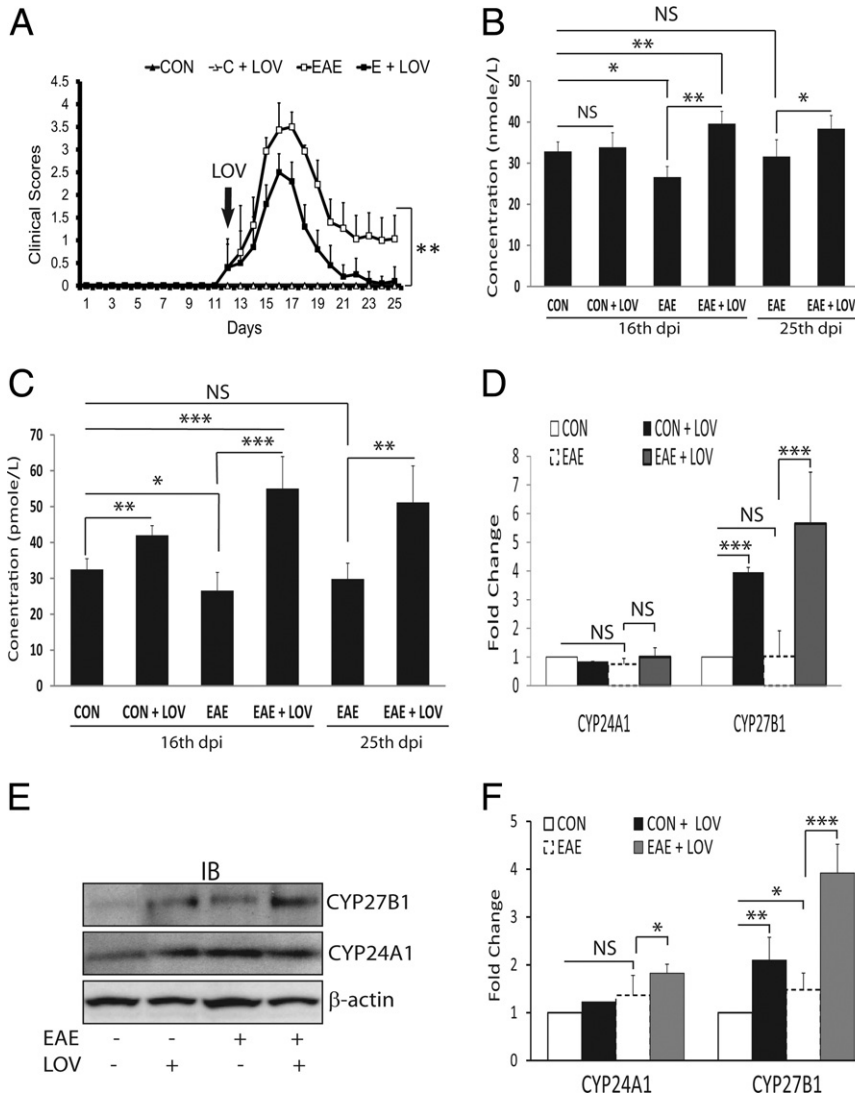 A
CON C + LOV EAE E + LOV
4.5
4
3.5
3
2.5
2
1.5
1
0.5
0
Clinical Scores
LOV
**
1 3 5 7 9 11 13 15 17 19 21 23 25
Days
B
NS
**
*
NS
**
*
50
40
30
20
10
0
Concentration (nmole/L)
CON CON + LOV EAE EAE + LOV EAE EAE + LOV
16th dpi 25th dpi
C
NS
***
***
**
*
**
70
60
50
40
30
20
10
0
Conentration (pmole/L)
CON CON + LOV EAE EAE + LOV EAE EAE + LOV
16th dpi 25th dpi
D
CON CON + LOV
EAE EAE + LOV
8
7
6
5
4
3
2
1
0
Fold Change
NS
NS
NS
***
***
CYP24A1 CYP27B1
E
IB
CYP27B1
CYP24A1
β-actin
EAE - - + +
LOV - + - +
F
CON CON + LOV
EAE EAE + LOV
5
4
3
2
1
0
Fold Change
NS
*
*
**
***
CYP24A1 CYP27B1